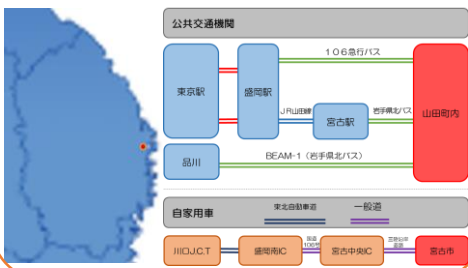 公共交通機関
106急行バス
東京駅
盛岡駅
JR山田線
宮古駅
岩手県北バス
山田町内
品川
BEAM-1（岩手県北バス）
自家用車
東北自動車道
一般道
川口J.C.T
盛岡南IC
国道
106号
宮古中央IC
三陸沿岸
道路
宮古市